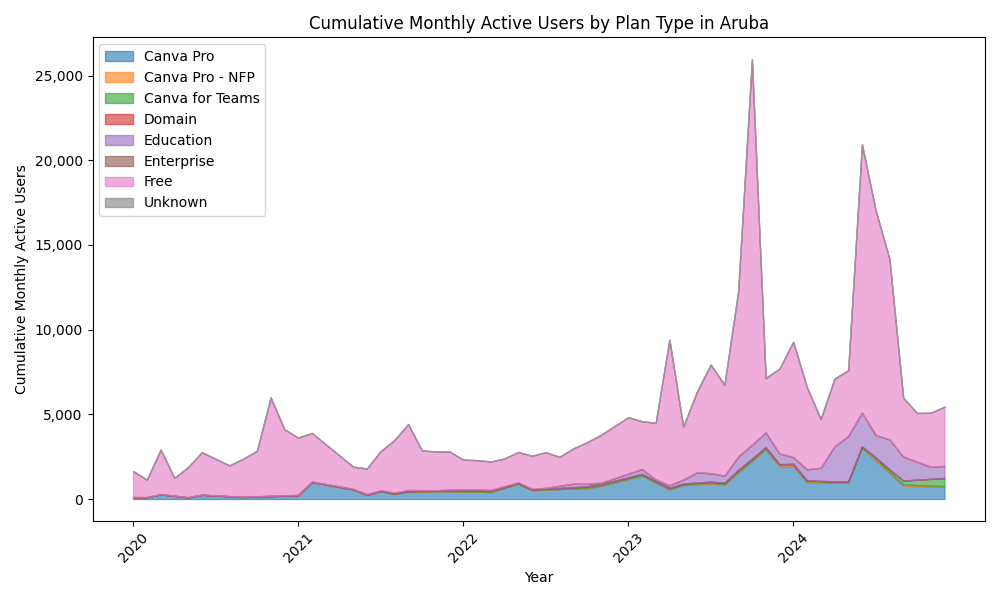 Cumulative Monthly Active Users by Plan Type in Aruba
Canva Pro
Canva Pro - NFP
Canva for Teams
Domain
Education
Enterprise
Free
Unknown
25,000
20,000
15,000
10,000
5,000
0
Cumulative Monthly Active Users
2020
2021
2022
2023
2024
Year